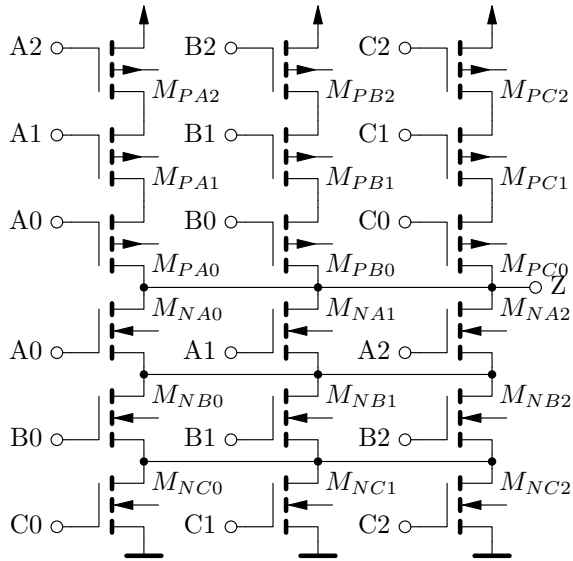 A2 B2 C2
M_{PA2} M_{PB2} M_{PC2}
A1 B1 C1
M_{PA1} M_{PB1} M_{PC1}
A0 B0 C0
M_{PA0} M_{PB0} M_{PC0}
Z
M_{NA0} M_{NA1} M_{NA2}
A0 A1 A2
M_{NB0} M_{NB1} M_{NB2}
B0 B1 B2
M_{NC0} M_{NC1} M_{NC2}
C0 C1 C2